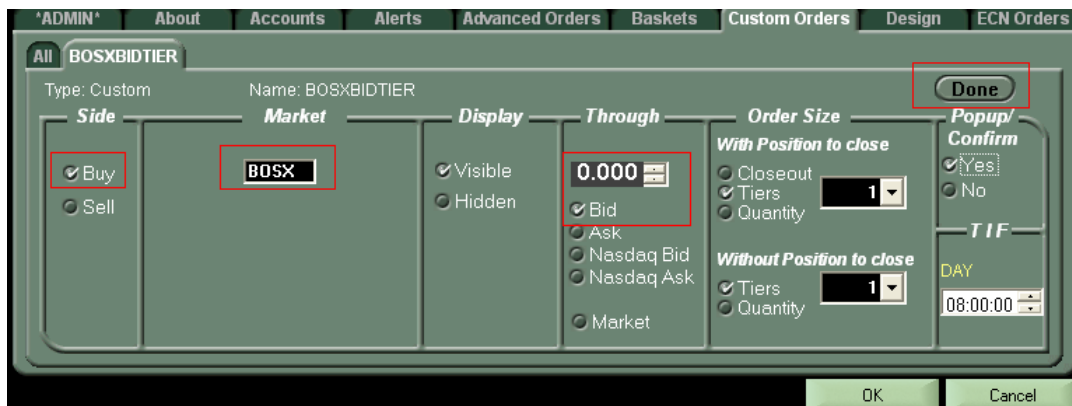 *ADMIN* About Accounts Alerts Advanced Orders Baskets Custom Orders Design ECN Orders
All BOSXBIDTIER
Type: Custom Name: BOSXBIDTIER Done
Side Market Display Through Order Size Popup/
Confirm
With Position to close
Buy BOSX Visible 0.000 Closeout Yes
Tiers 1
Sell Hidden Bid Quantity No
Ask TIF
Nasdaq Bid Without Position to close
Nasdaq Ask Tiers 1 DAY
Quantity 08:00:00
Market
OK Cancel